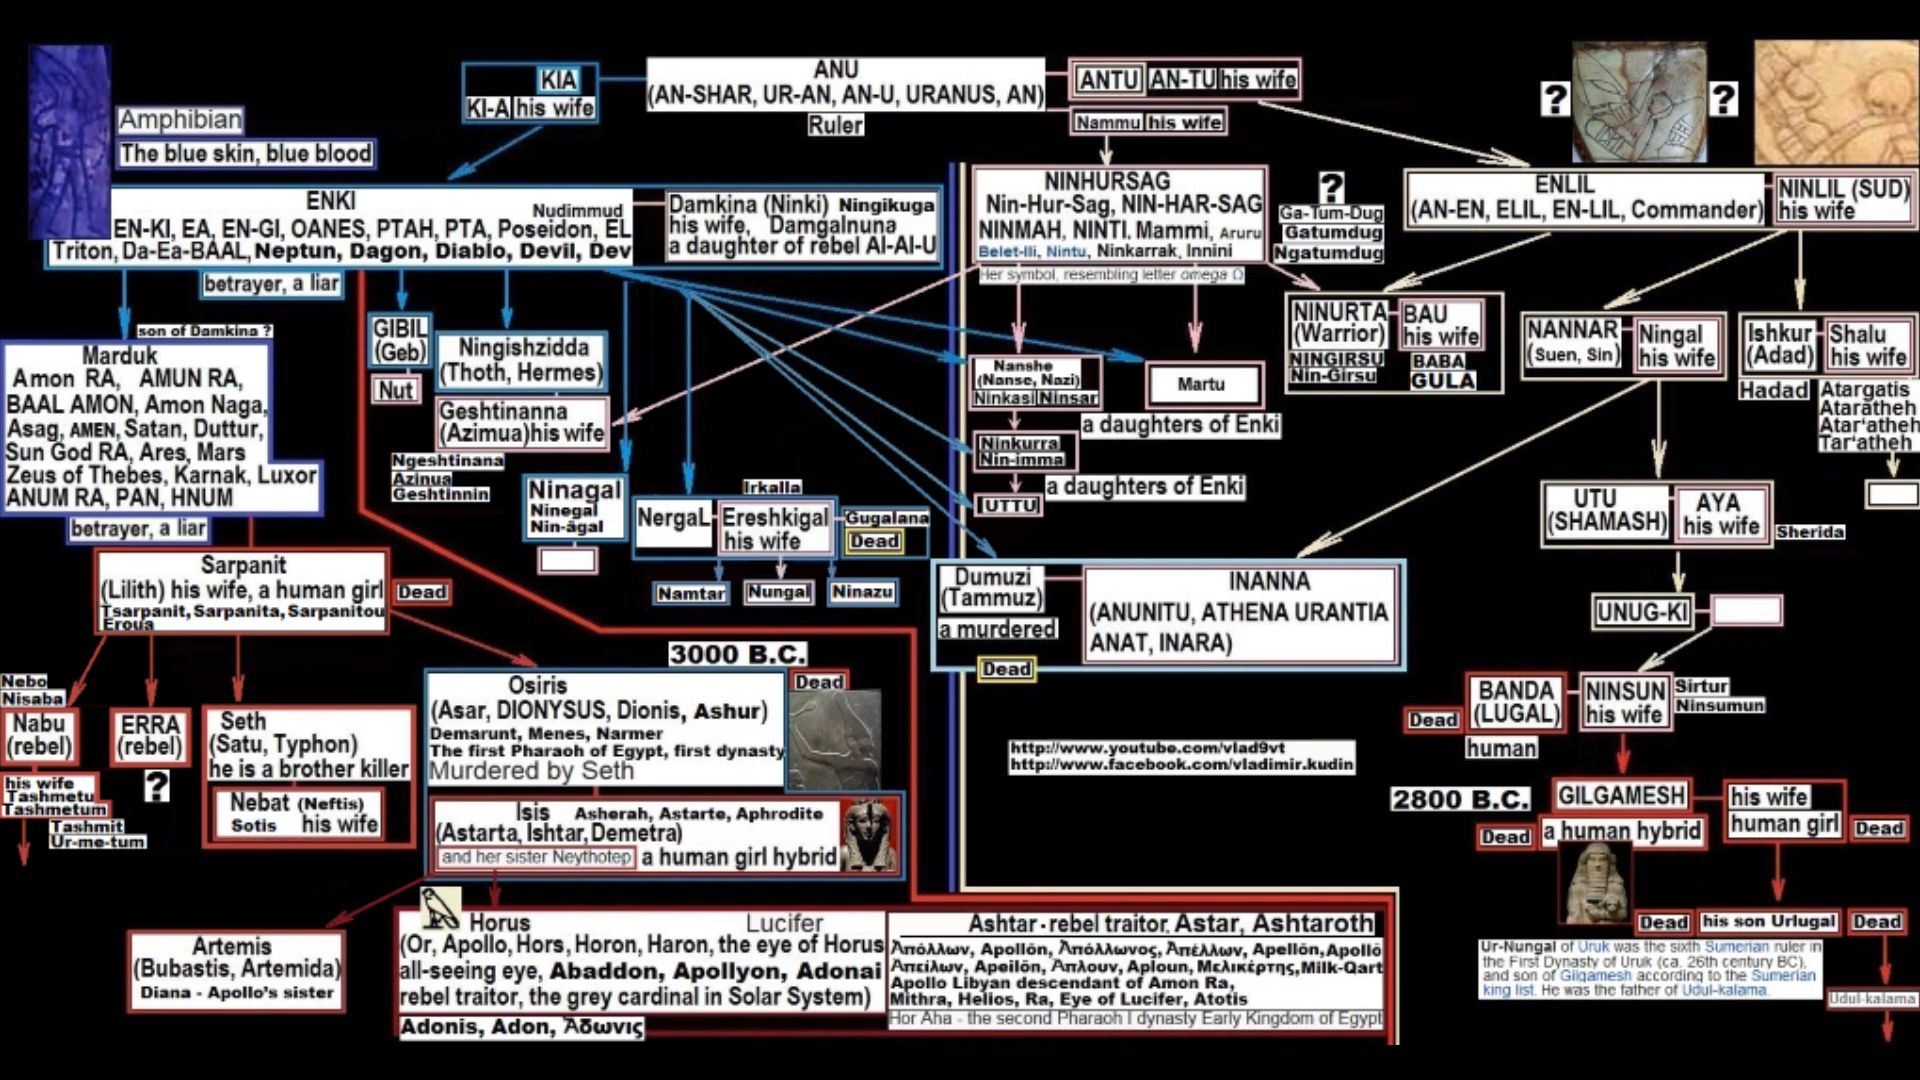 KIA
KI-A his wife
ANU
(AN-SHAR, UR-AN, AN-U, URANUS, AN)
Ruler
ANTU AN-TU his wife
Nammu his wife
? ?
Amphibian
The blue skin, blue blood
ENKI
Nudimmud
EN-KI, EA, EN-GI, OANES, PTAH, PTA, Poseidon, EL
Triton, Da-Ea-BAAL, Neptun, Dagon, Diablo, Devil, Dev
betrayer, a liar
Damkina (Ninki) Ningikuga
his wife, Damgalnuna
a daughter of rebel Al-Al-U
NINHURSAG
Nin-Hur-Sag, NIN-HAR-SAG
NINMAH, NINTI. Mammi, Aruru
Belet-Ili, Nintu, Ninkarrak, Innini
Her symbol, resembling letter omega Ω
?
Ga-Tum-Dug
Gatumdug
Ngatumdug
ENLIL
(AN-EN, ELIL, EN-LIL, Commander)
NINLIL (SUD)
his wife
son of Damkina ?
Marduk
Amon RA, AMUN RA,
BAAL AMON, Amon Naga,
Asag, AMEN, Satan, Duttur,
Sun God RA, Ares, Mars
Zeus of Thebes, Karnak, Luxor
ANUM RA, PAN, HNUM
betrayer, a liar
GIBIL
(Geb)
Nut
Ningishzidda
(Thoth, Hermes)
Geshtinanna
(Azimua)his wife
Ngeshtinana
Azinua
Geshtinnin
Ninagal
Ninegal
Nin-āgal
Irkalla
NergaL
Ereshkigal
his wife
Gugalana
Dead
Namtar
Nungal
Ninazu
Nanshe
(Nanse, Nazi)
Ninkasi Ninsar
Martu
a daughters of Enki
Ninkurra
Nin-imma
a daughters of Enki
UTTU
NINURTA
(Warrior)
NINGIRSU
Nin-Girsu
BAU
his wife
BABA
GULA
NANNAR
(Suen, Sin)
Ningal
his wife
Ishkur
(Adad)
Hadad
Shalu
his wife
Atargatis
Ataratheh
Atar'atheh
Tar'atheh
UTU
(SHAMASH)
AYA
his wife
Sherida
Dumuzi
(Tammuz)
a murdered
Dead
INANNA
(ANUNITU, ATHENA URANTIA
ANAT, INARA)
UNUG-KI
Sarpanit
(Lilith) his wife, a human girl
Tsarpanit, Sarpanita, Sarpanitou
Eroua
Dead
Nebo
Nisaba
Nabu
(rebel)
his wife
Tashmetu
Tashmetum
Tashmit
Ur-me-tum
ERRA
(rebel)
?
Seth
(Satu, Typhon)
he is a brother killer
Nebat (Neftis)
Sotis his wife
3000 B.C.
Osiris
(Asar, DIONYSUS, Dionis, Ashur)
Demarunt, Menes, Narmer
The first Pharaoh of Egypt, first dynasty
Murdered by Seth
Dead
Isis Asherah, Astarte, Aphrodite
(Astarta, Ishtar, Demetra)
and her sister Neythotep a human girl hybrid
BANDA
(LUGAL)
human
Dead
NINSUN
his wife
Sirtur
Ninsumun
http://www.youtube.com/vlad9vt
http://www.facebook.com/vladimir.kudin
2800 B.C.
GILGAMESH
a human hybrid
Dead
his wife
human girl
Dead
Dead
his son Urlugal
Dead
Artemis
(Bubastis, Artemida)
Diana - Apollo's sister
Horus Lucifer
(Or, Apollo, Hors, Horon, Haron, the eye of Horus
all-seeing eye, Abaddon, Apollyon, Adonai
rebel traitor, the grey cardinal in Solar System)
Adonis, Adon, Ἄδωνις
Ashtar - rebel traitor, Astar, Ashtaroth
Ἀπόλλων, Apollōn, Ἀπόλλωνος, Ἀπέλλων, Apellōn, Apollō
Ἀπείλων, Apeilōn, Ἄπλουν, Aploun, Μελικέρτης, Milk-Qart
Apollo Libyan descendant of Amon Ra,
Mithra, Helios, Ra, Eye of Lucifer, Atotis
Hor Aha - the second Pharaoh I dynasty Early Kingdom of Egypt
Ur-Nungal of Uruk was the sixth Sumerian ruler in
the First Dynasty of Uruk (ca. 26th century BC),
and son of Gilgamesh according to the Sumerian
king list. He was the father of Udul-kalama.
Udul-kalama